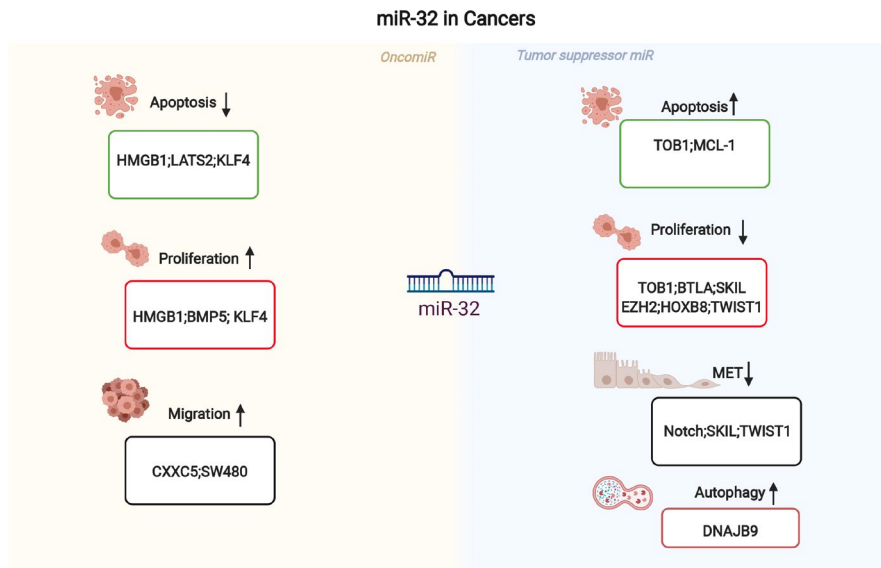 miR-32 in Cancers
OncomiR
Apoptosis ↓
HMGB1;LATS2;KLF4
Proliferation ↑
HMGB1;BMP5; KLF4
Migration ↑
CXXC5;SW480
miR-32
Tumor suppressor miR
Apoptosis ↑
TOB1;MCL-1
Proliferation ↓
TOB1;BTLA;SKIL
EZH2;HOXB8;TWIST1
MET ↓
Notch;SKIL;TWIST1
Autophagy ↑
DNAJB9